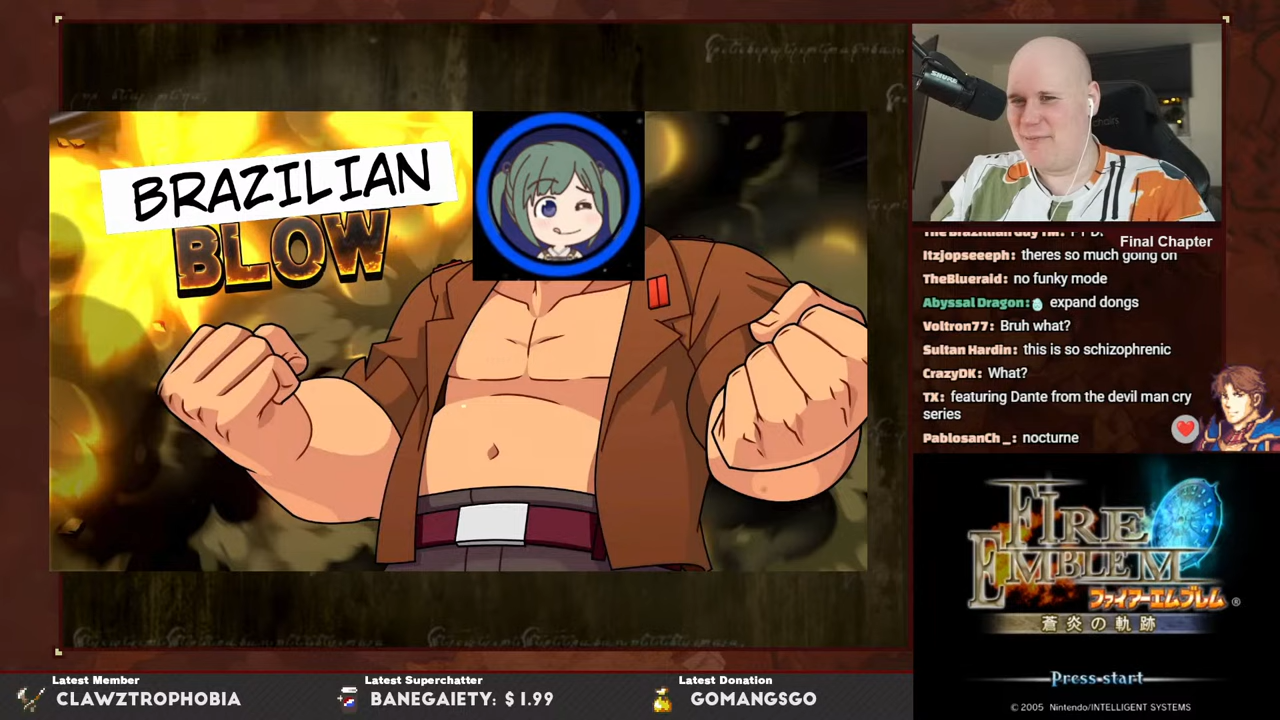 BRAZILIAN
BLOW
SHURE
Final Chapter
Itzjopseeeph: theres so much going on
TheBlueraid: no funky mode
Abyssal Dragon: expand dongs
Voltron77: Bruh what?
Sultan Hardin: this is so schizophrenic
CrazyDK: What?
TX: featuring Dante from the devil man cry
series
PablosanCh_: nocturne
FIRE
EMBLEM
ファイアーエムブレム ®
蒼炎の軌跡
Press start
© 2005 Nintendo/INTELLIGENT SYSTEMS
Latest Member
CLAWZTROPHOBIA
Latest Superchatter
BANEGAIETY: $1.99
Latest Donation
GOMANGSGO